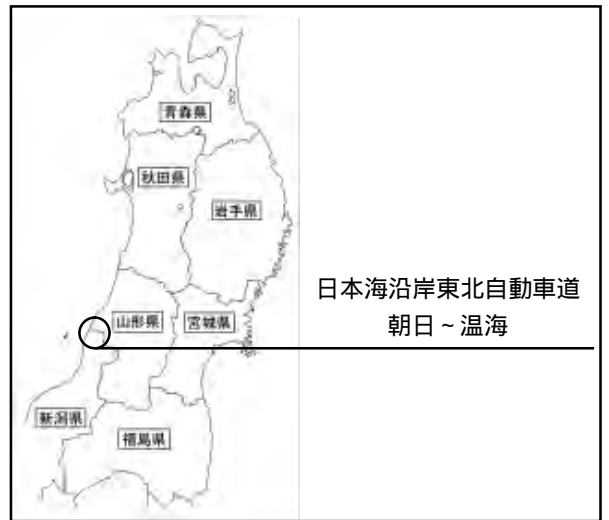 青森県
秋田県
岩手県
日本海沿岸東北自動車道
朝日～温海
山形県
宮城県
新潟県
福島県